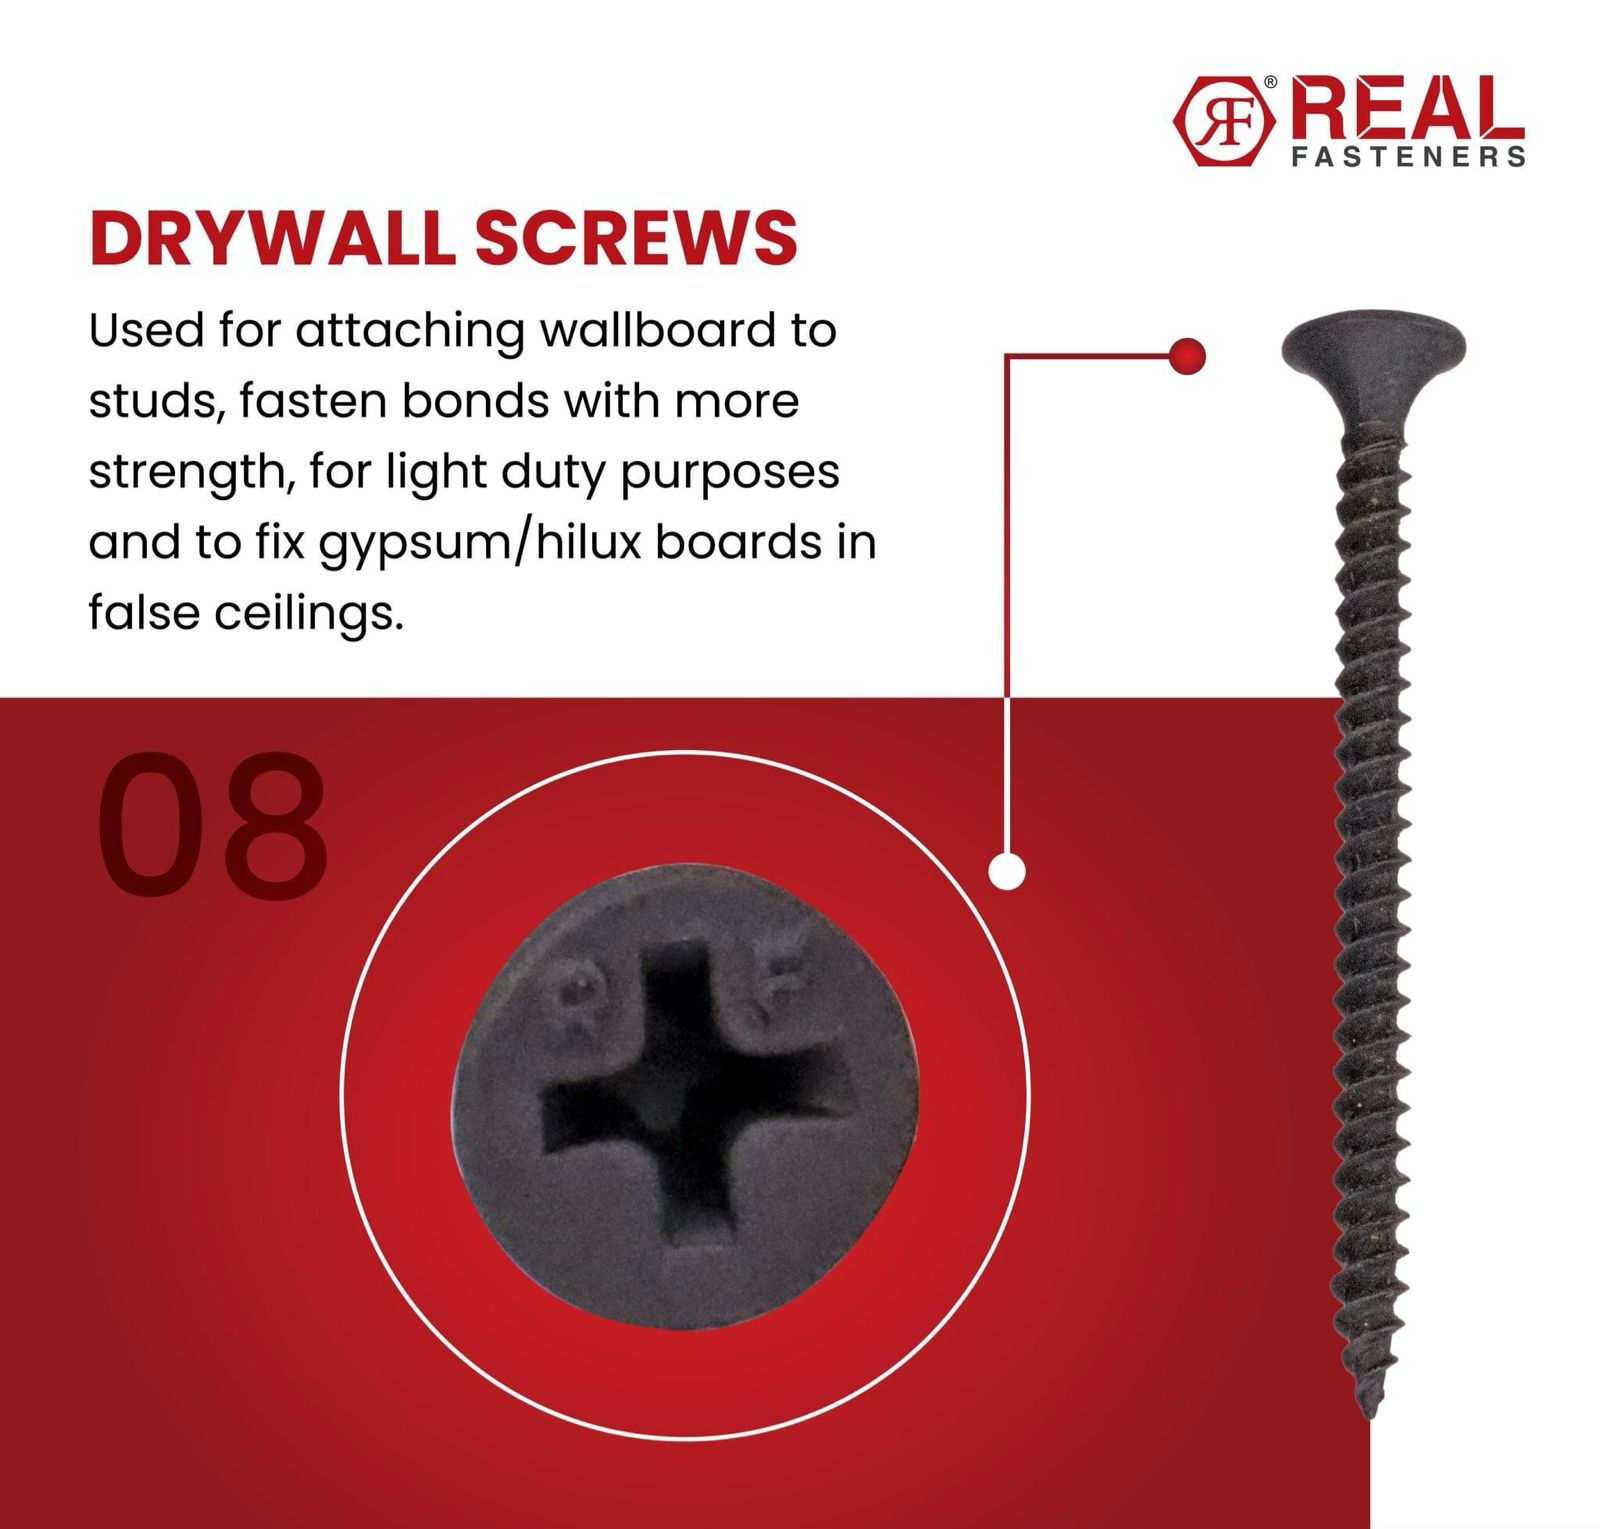 RF® REAL
FASTENERS
DRYWALL SCREWS
Used for attaching wallboard to
studs, fasten bonds with more
strength, for light duty purposes
and to fix gypsum/hilux boards in
false ceilings.
08
R F